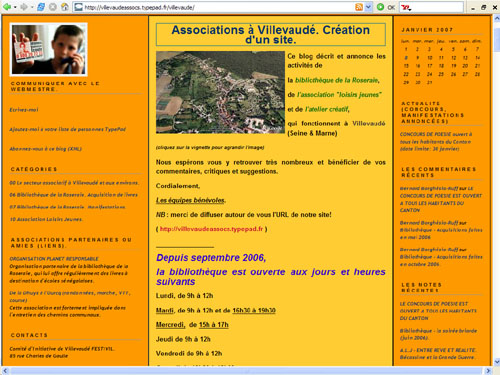 http://villevaudeassocs.typepad.fr/villevaude/
OK
COMMUNIQUER AVEC LE
WEBMESTRE.
Ecrivez-moi
Ajoutez-moi à votre liste de personnes TypePad
Abonnez-vous à ce blog (XML)
CATEGORIES
00 Le secteur associatif à Villevaudé et aux environs.
06 Bibliothèque de la Roseraie. Acquisition de livres
07 Bibliothèque de la Roseraie. Manifestations
10 Association Loisirs Jeunes.
ASSOCIATIONS PARTENAIRES OU
AMIES (LIENS).
ORGANISATION PLANET RESPONSABLE
Organisation partenaire de la bibliothèque de la
Roseraie, qui lui offre régulièrement des livres à
destination d'écoles sénégalaises.
De la Dhuys à l'Ourcq (randonnées, marche, VTT,
course)
Cette association est fortement impliquée dans
l'entretien des chemins communaux.
CONTACTS
Comité d'initiative de Villevaudé FEST-VIL.
85 rue Charles de Gaulle
Associations à Villevaudé. Création
d'un site.
Ce blog décrit et annonce les
activités de
la bibliothèque de la Roseraie,
de l'association "loisirs jeunes"
et de l'atelier créatif,
qui fonctionnent à Villevaudé
(Seine & Marne)
(cliquez sur la vignette pour agrandir l'image)
Nous espérons vous y retrouver très nombreux et bénéficier de vos
commentaires, critiques et suggestions.
Cordialement,
Les équipes bénévoles.
NB : merci de diffuser autour de vous l'URL de notre site!
( http://villevaudeassocs.typepad.fr )
Depuis septembre 2006,
la bibliothèque est ouverte aux jours et heures
suivants
Lundi, de 9h à 12h
Mardi, de 9h à 12h et de 16h30 à 19h30
Mercredi, de 15h à 17h
Jeudi de 9h à 12h
Vendredi de 9h à 12h
JANVIER 2007
lun. mar. mer. jeu. ven. sam. dim.
1 2 3 4 5 6 7
8 9 10 11 12 13 14
15 16 17 18 19 20 21
22 23 24 25 26 27 28
29 30 31
ACTUALITE
(CONCOURS,
MANIFESTATIONS
ANNONCÉES)
CONCOURS DE POESIE ouvert à
tous les habitants du Canton
(date limite: 30 janvier)
LES COMMENTAIRES
RÉCENTS
Bernard Borghésio-Ruff sur LE
CONCOURS DE POESIE EST OUVERT
A TOUS LES HABITANTS DU
CANTON
Bernard Borghésio-Ruff sur
Bibliothèque - Acquisitions faites
en mai 2006.
Bernard Borghésio-Ruff sur
Bibliothèque - Acquisitions faites
en octobre 2006.
LES NOTES
RÉCENTES
LE CONCOURS DE POESIE EST
OUVERT A TOUS LES HABITANTS
DU CANTON
Bibliothèque - la soirée Irlande
(juin 2006).
A.L.J - ENTRE REVE ET REALITE.
Bécassine et la Grande Guerre.